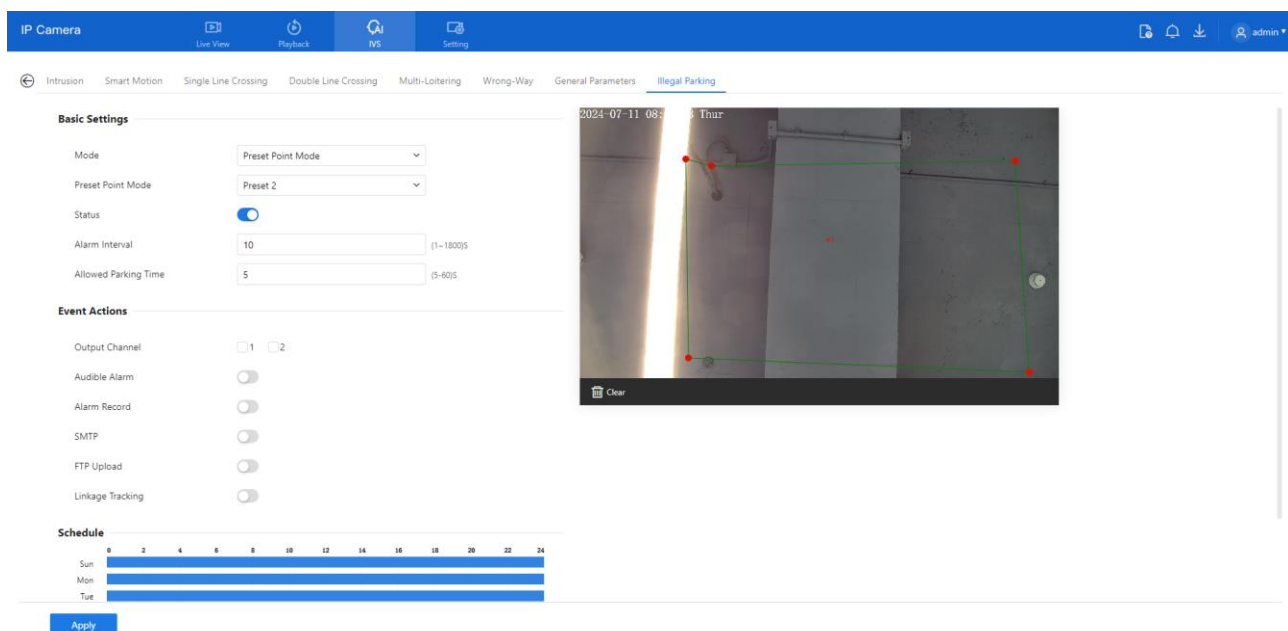 IP Camera
Live View
Playback
AI
IVS
Setting
admin
Intrusion Smart Motion Single Line Crossing Double Line Crossing Multi-Loitering Wrong-Way General Parameters Illegal Parking
Basic Settings
Mode Preset Point Mode
Preset Point Mode Preset 2
Status
Alarm Interval 10 (1~1800)S
Allowed Parking Time 5 (5-60)S
Event Actions
Output Channel 1 2
Audible Alarm
Alarm Record
SMTP
FTP Upload
Linkage Tracking
Schedule
0 2 4 6 8 10 12 14 16 18 20 22 24
Sun
Mon
Tue
Apply
2024-07-11 08: Thur
Clear